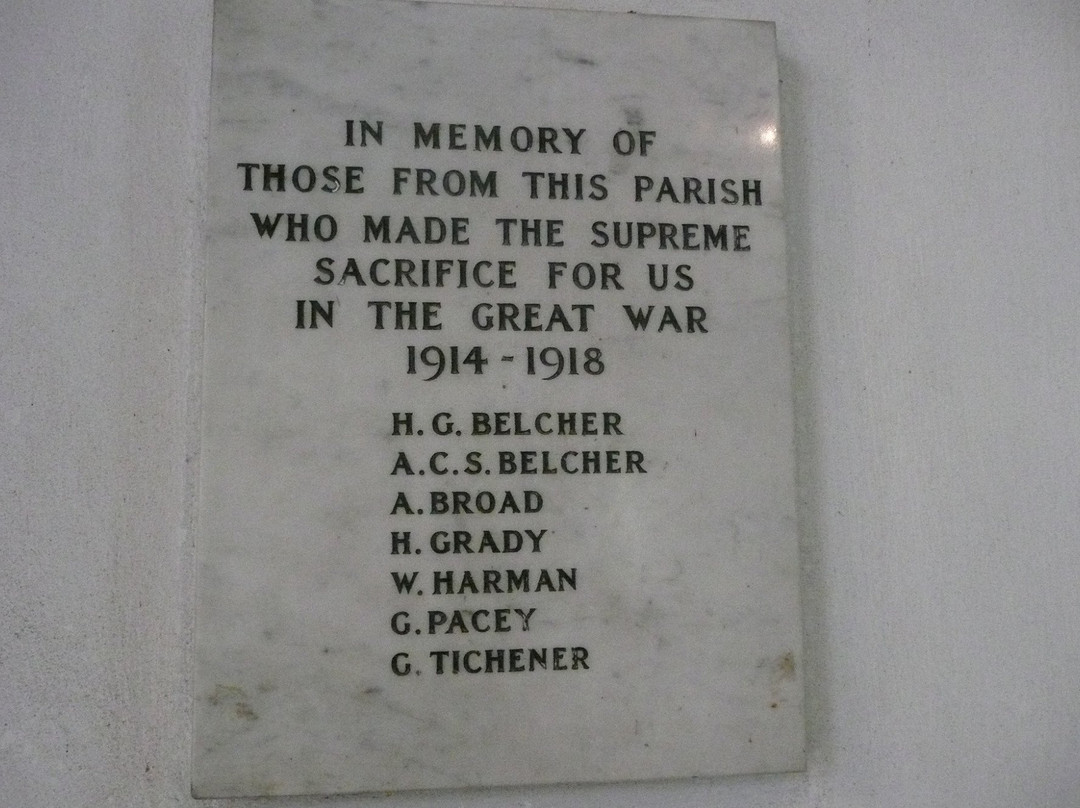 IN MEMORY OF
THOSE FROM THIS PARISH
WHO MADE THE SUPREME
SACRIFICE FOR US
IN THE GREAT WAR
1914 - 1918
H. G. BELCHER
A. C. S. BELCHER
A. BROAD
H. GRADY
W. HARMAN
G. PACEY
G. TICHENER